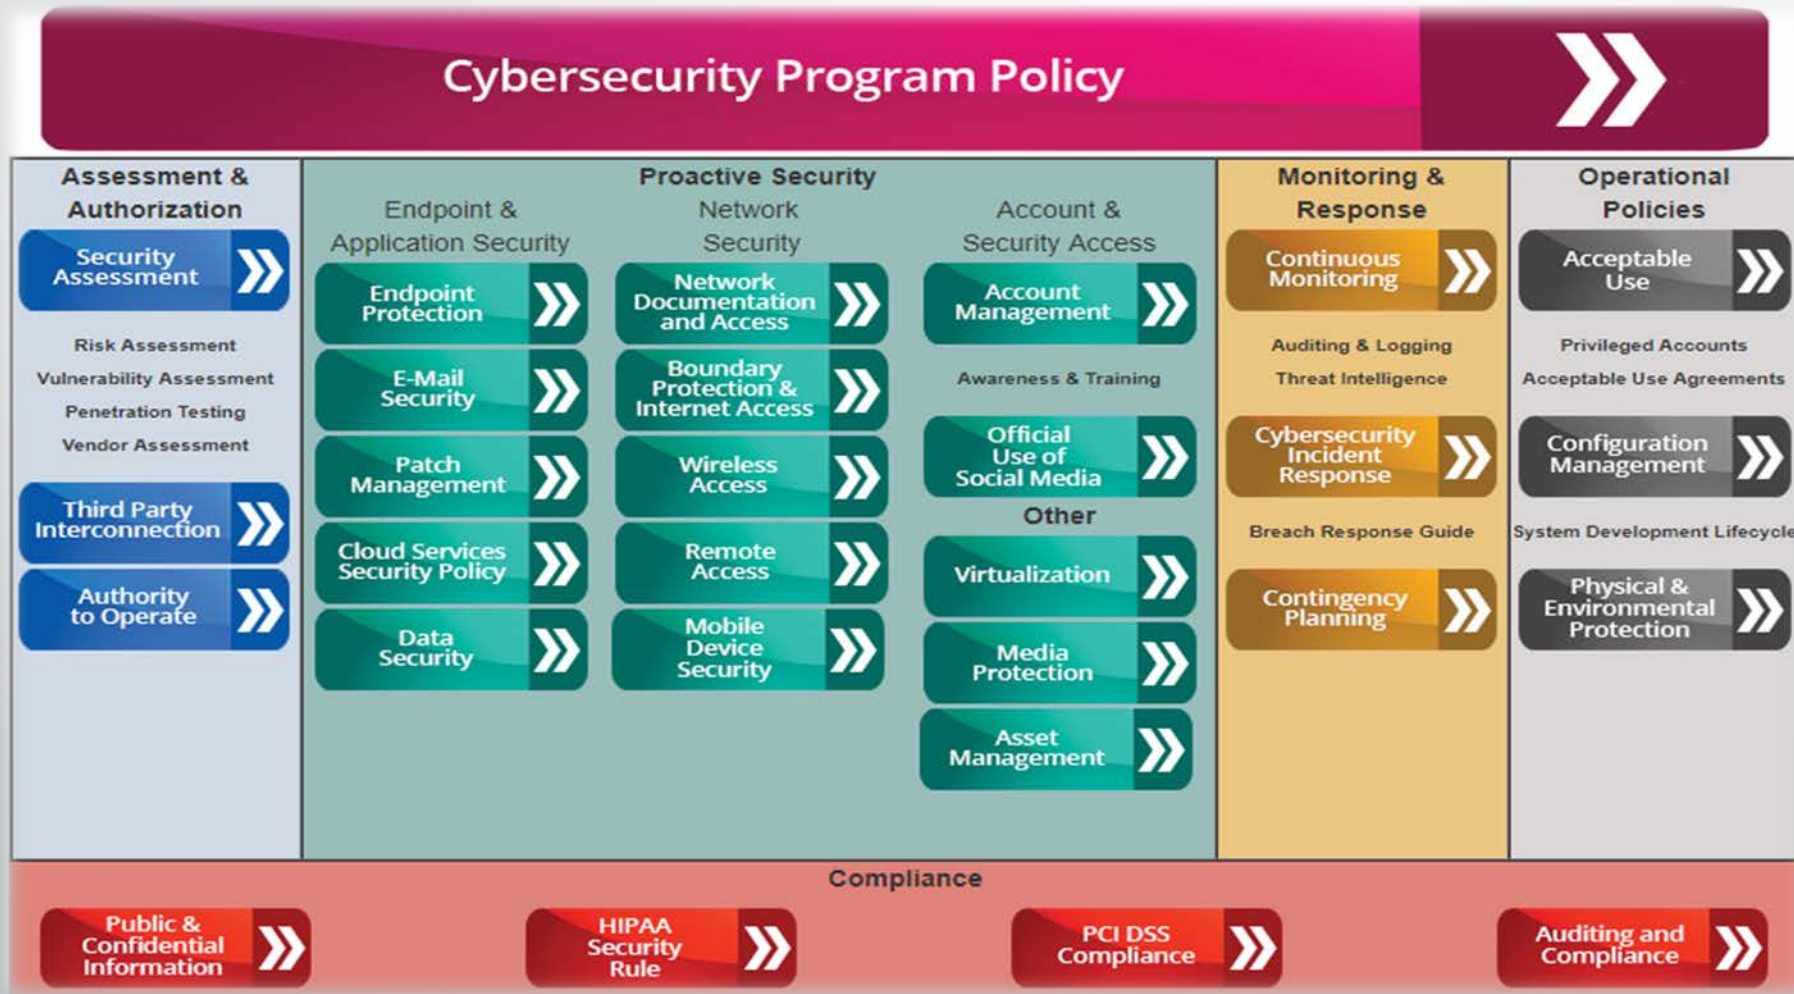 Cybersecurity Program Policy
Assessment &
Authorization
Security
Assessment
Risk Assessment
Vulnerability Assessment
Penetration Testing
Vendor Assessment
Third Party
Interconnection
Authority
to Operate
Proactive Security
Endpoint &
Application Security
Endpoint
Protection
E-Mail
Security
Patch
Management
Cloud Services
Security Policy
Data
Security
Network
Security
Network
Documentation
and Access
Boundary
Protection &
Internet Access
Wireless
Access
Remote
Access
Mobile
Device
Security
Account &
Security Access
Account
Management
Awareness & Training
Official
Use of
Social Media
Other
Virtualization
Media
Protection
Asset
Management
Monitoring &
Response
Continuous
Monitoring
Auditing & Logging
Threat Intelligence
Cybersecurity
Incident
Response
Breach Response Guide
Contingency
Planning
Operational
Policies
Acceptable
Use
Privileged Accounts
Acceptable Use Agreements
Configuration
Management
System Development Lifecycle
Physical &
Environmental
Protection
Compliance
Public &
Confidential
Information
HIPAA
Security
Rule
PCI DSS
Compliance
Auditing and
Compliance